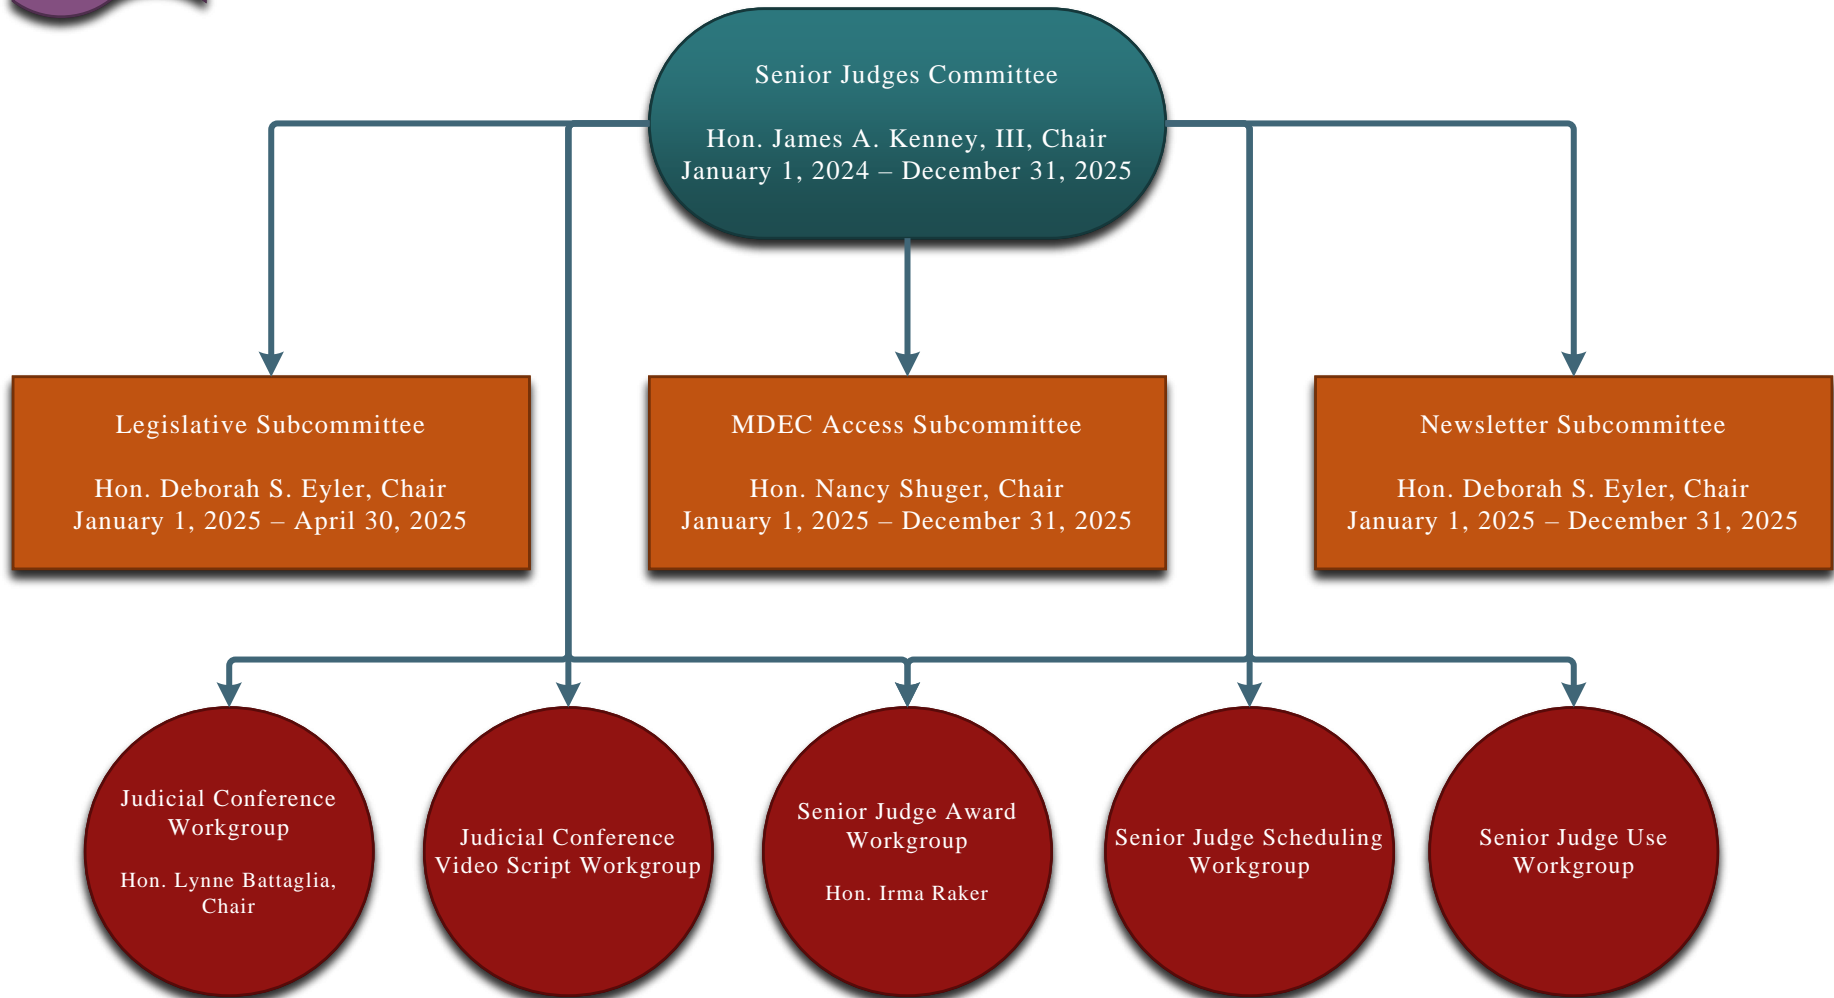 Senior Judges Committee
Hon. James A. Kenney, III, Chair
January 1, 2024 – December 31, 2025
Legislative Subcommittee
Hon. Deborah S. Eyler, Chair
January 1, 2025 – April 30, 2025
MDEC Access Subcommittee
Hon. Nancy Shuger, Chair
January 1, 2025 – December 31, 2025
Newsletter Subcommittee
Hon. Deborah S. Eyler, Chair
January 1, 2025 – December 31, 2025
Judicial Conference
Workgroup
Hon. Lynne Battaglia,
Chair
Judicial Conference
Video Script Workgroup
Senior Judge Award
Workgroup
Hon. Irma Raker
Senior Judge Scheduling
Workgroup
Senior Judge Use
Workgroup